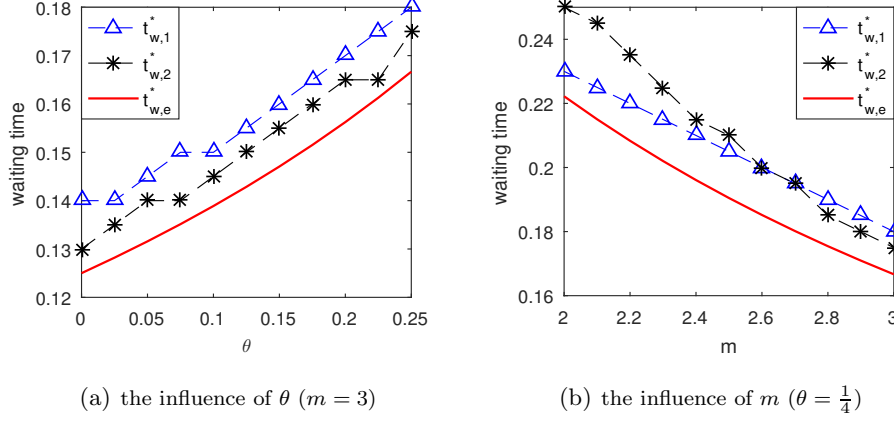 0.18
0.17
0.16
0.15
0.14
0.13
0.12
waiting time
t*w,1
t*w,2
t*w,e
0 0.05 0.1 0.15 0.2 0.25
θ
(a) the influence of θ (m = 3)
0.24
0.22
0.2
0.18
0.16
waiting time
t*w,1
t*w,2
t*w,e
2 2.2 2.4 2.6 2.8 3
m
(b) the influence of m (θ = 1/4)